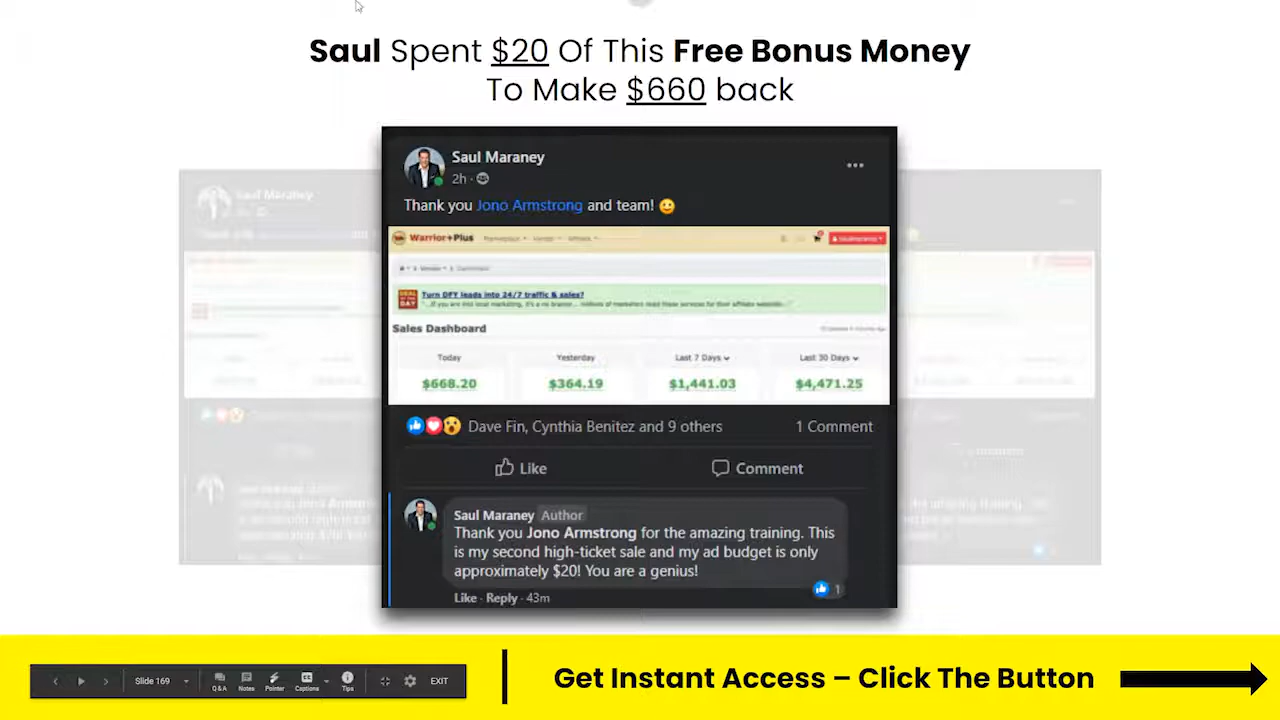 Saul Spent $20 Of This Free Bonus Money
To Make $660 back
Saul Maraney
2h ·
Thank you Jono Armstrong and team!
Warrior+Plus Marketplace Vendor Affiliate
Turn DFY leads into 24/7 traffic & sales?
Sales Dashboard
Today Yesterday Last 7 Days Last 30 Days
$668.20 $364.19 $1,441.03 $4,471.25
Dave Fin, Cynthia Benitez and 9 others 1 Comment
Like Comment
Saul Maraney Author
Thank you Jono Armstrong for the amazing training. This
is my second high-ticket sale and my ad budget is only
approximately $20! You are a genius!
1
Like · Reply · 43m
Slide 169 Q & A Notes Pointer Captions Tips EXIT
Get Instant Access – Click The Button